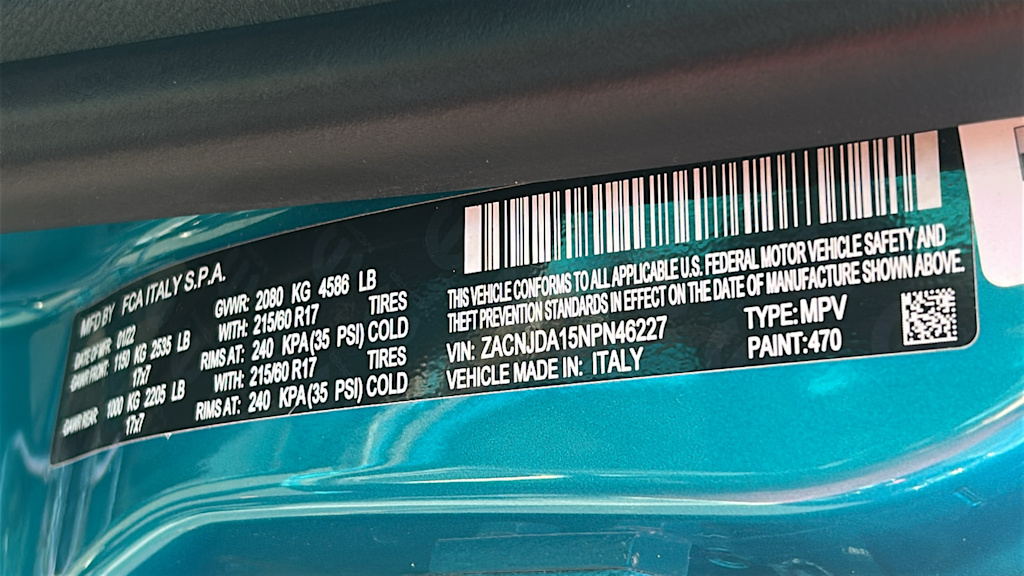 MFD BY FCA ITALY S.P.A.
DATE OF MFR: 01/22 GVWR: 2080 KG 4586 LB
GAWR FRONT: 1150 KG 2535 LB WITH: 215/60 R17 TIRES
17x7 RIMS AT: 240 KPA(35 PSI) COLD
GAWR REAR: 1000 KG 2205 LB WITH: 215/60 R17 TIRES
17x7 RIMS AT: 240 KPA(35 PSI) COLD
THIS VEHICLE CONFORMS TO ALL APPLICABLE U.S. FEDERAL MOTOR VEHICLE SAFETY AND
THEFT PREVENTION STANDARDS IN EFFECT ON THE DATE OF MANUFACTURE SHOWN ABOVE.
VIN: ZACNJDA15NPN46227 TYPE: MPV
VEHICLE MADE IN: ITALY PAINT: 470